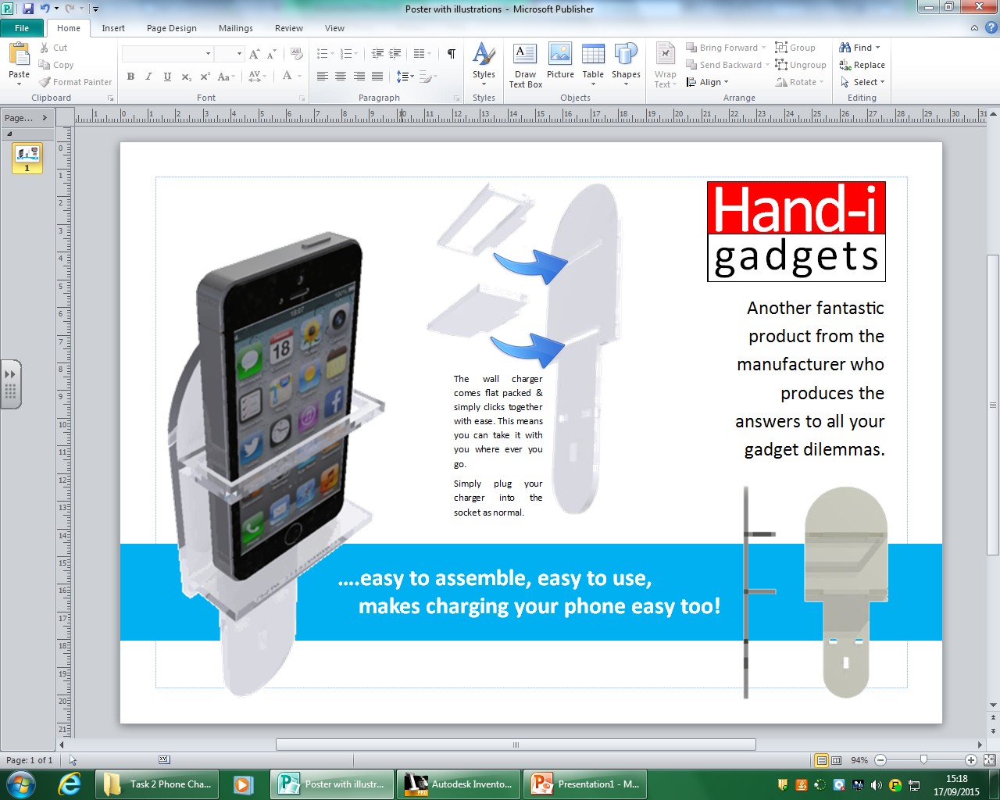 Poster with illustrations - Microsoft Publisher
File Home Insert Page Design Mailings Review View
Paste
Cut
Copy
Format Painter
Clipboard
Font
Paragraph
Styles
Styles
Draw Text Box
Picture
Table
Shapes
Objects
Wrap Text
Bring Forward
Send Backward
Align
Group
Ungroup
Rotate
Arrange
Find
Replace
Select
Editing
Page...
1
Hand-i
gadgets
Another fantastic
product from the
manufacturer who
produces the
answers to all your
gadget dilemmas.
The wall charger
comes flat packed &
simply clicks together
with ease. This means
you can take it with
you where ever you
go.
Simply plug your
charger into the
socket as normal.
18
....easy to assemble, easy to use,
makes charging your phone easy too!
Page: 1 of 1
94%
Task 2 Phone Cha...
Poster with illustr...
Autodesk Invento...
Presentation1 - M...
15:18
17/09/2015